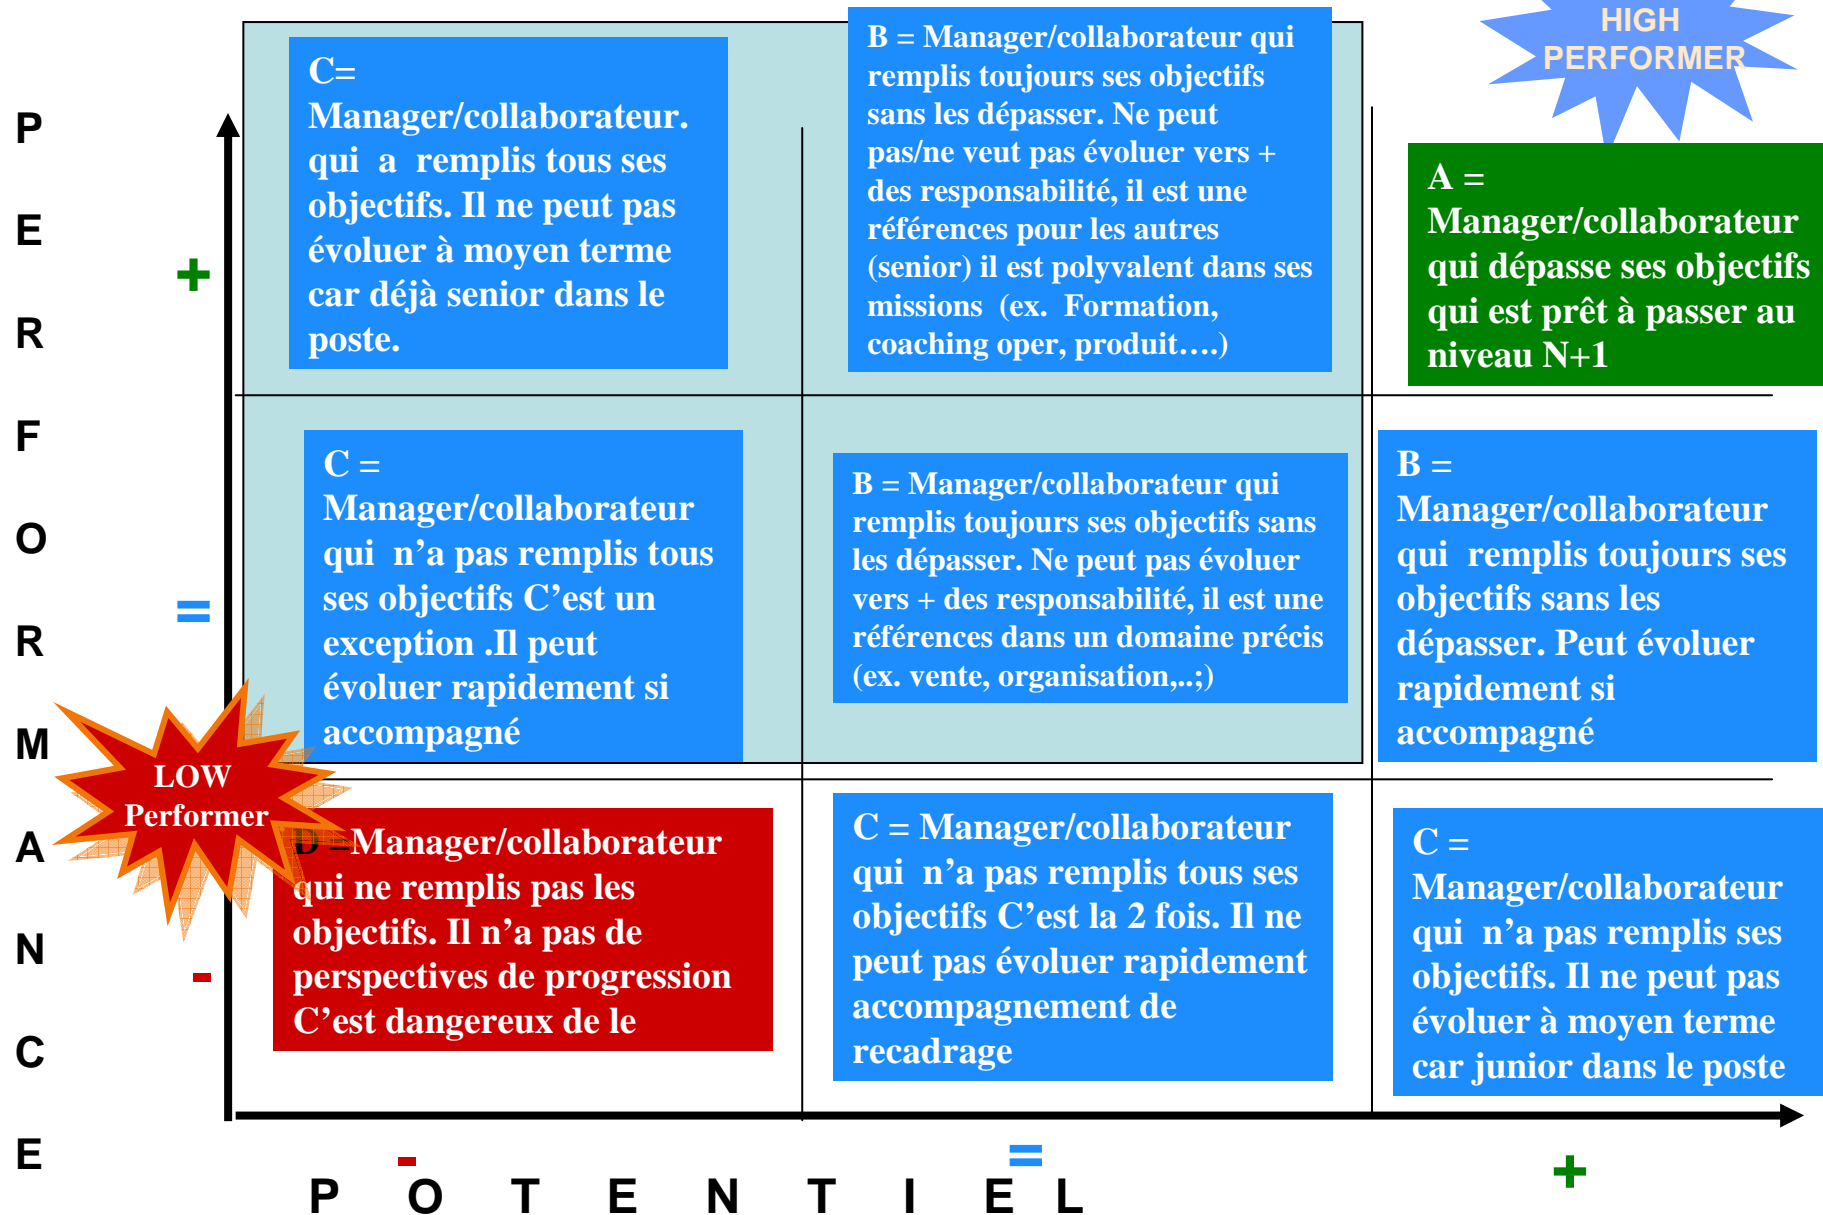 HIGH
PERFORMER
C=
Manager/collaborateur.
qui a remplis tous ses
objectifs. Il ne peut pas
évoluer à moyen terme
car déjà senior dans le
poste.
B = Manager/collaborateur qui
remplis toujours ses objectifs
sans les dépasser. Ne peut
pas/ne veut pas évoluer vers +
des responsabilité, il est une
références pour les autres
(senior) il est polyvalent dans ses
missions (ex. Formation,
coaching oper, produit….)
A =
Manager/collaborateur
qui dépasse ses objectifs
qui est prêt à passer au
niveau N+1
C =
Manager/collaborateur
qui n’a pas remplis tous
ses objectifs C’est un
exception .Il peut
évoluer rapidement si
accompagné
B = Manager/collaborateur qui
remplis toujours ses objectifs sans
les dépasser. Ne peut pas évoluer
vers + des responsabilité, il est une
références dans un domaine précis
(ex. vente, organisation,..;)
B =
Manager/collaborateur
qui remplis toujours ses
objectifs sans les
dépasser. Peut évoluer
rapidement si
accompagné
LOW
Performer
D =Manager/collaborateur
qui ne remplis pas les
objectifs. Il n’a pas de
perspectives de progression
C’est dangereux de le
C = Manager/collaborateur
qui n’a pas remplis tous ses
objectifs C’est la 2 fois. Il ne
peut pas évoluer rapidement
accompagnement de
recadrage
C =
Manager/collaborateur
qui n’a pas remplis ses
objectifs. Il ne peut pas
évoluer à moyen terme
car junior dans le poste
P
E
R
F
O
R
M
A
N
C
E
+
=
-
- = +
P O T E N T I E L